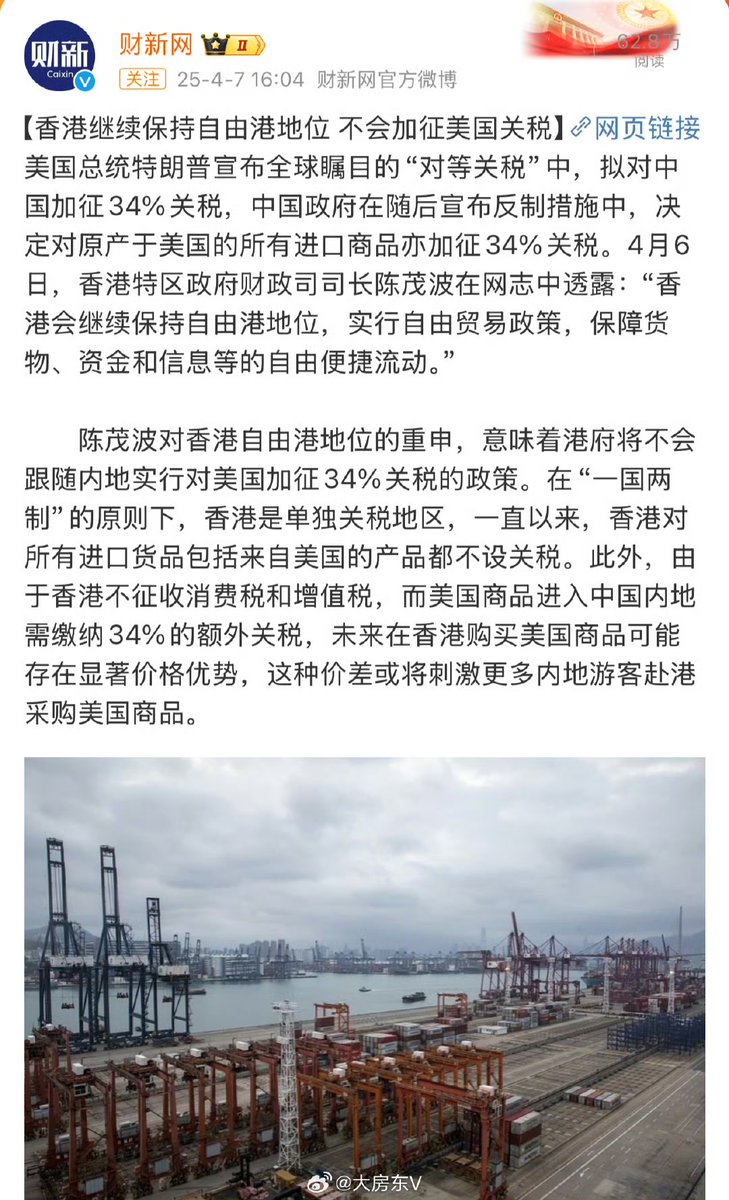 财新
Caixin
财新网 II
62.8万
阅读
关注 25-4-7 16:04 财新网官方微博
【香港继续保持自由港地位 不会加征美国关税】网页链接
美国总统特朗普宣布全球瞩目的“对等关税”中，拟对中
国加征34%关税，中国政府在随后宣布反制措施中，决
定对原产于美国的所有进口商品亦加征34%关税。4月6
日，香港特区政府财政司司长陈茂波在网志中透露：“香
港会继续保持自由港地位，实行自由贸易政策，保障货
物、资金和信息等的自由便捷流动。”
陈茂波对香港自由港地位的重申，意味着港府将不会
跟随内地实行对美国加征34%关税的政策。在“一国两
制”的原则下，香港是单独关税地区，一直以来，香港对
所有进口货品包括来自美国的产品都不设关税。此外，由
于香港不征收消费税和增值税，而美国商品进入中国内地
需缴纳34%的额外关税，未来在香港购买美国商品可能
存在显著价格优势，这种价差或将刺激更多内地游客赴港
采购美国商品。
@大房东V